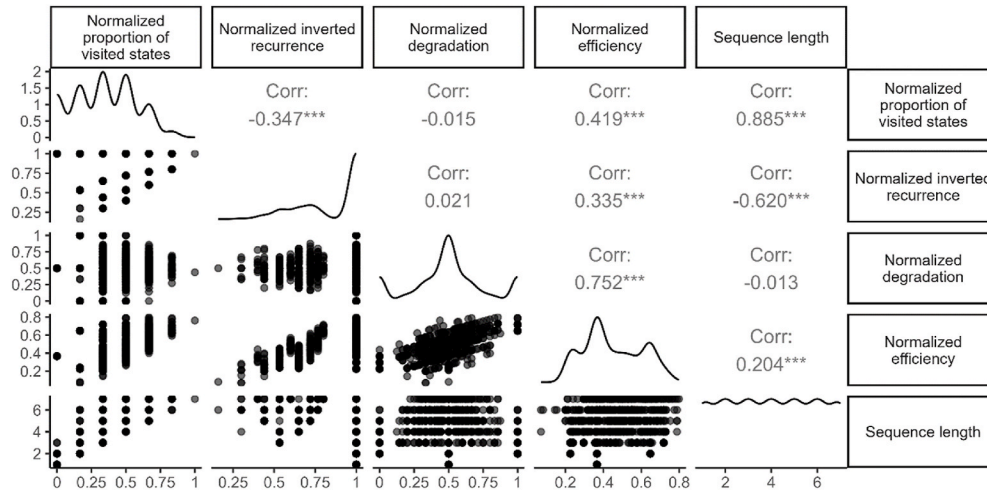 Normalized
proportion of
visited states
Normalized inverted
recurrence
Normalized
degradation
Normalized
efficiency
Sequence length
2
1.5
1
0.5
0
Corr:
-0.347***
Corr:
-0.015
Corr:
0.419***
Corr:
0.885***
Normalized
proportion of
visited states
1
0.75
0.5
0.25
Corr:
0.021
Corr:
0.335***
Corr:
-0.620***
Normalized inverted
recurrence
1
0.75
0.5
0.25
0
Corr:
0.752***
Corr:
-0.013
Normalized
degradation
0.8
0.6
0.4
0.2
Corr:
0.204***
Normalized
efficiency
6
4
2
Sequence length
0 0.25 0.5 0.75 1
0.25 0.5 0.75 1
0 0.25 0.5 0.75 1
0.2 0.4 0.6 0.8
2 4 6